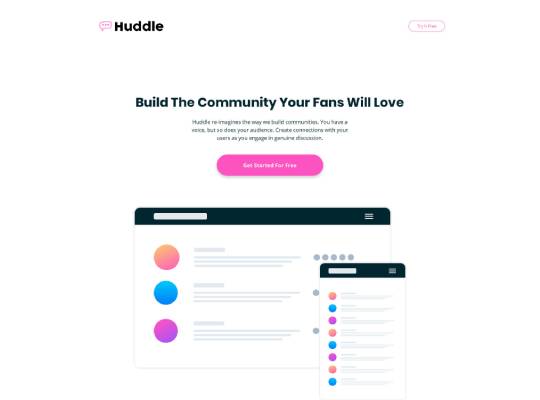 Huddle
Try It Free
Build The Community Your Fans Will Love
Huddle re-imagines the way we build communities. You have a
voice, but so does your audience. Create connections with your
users as you engage in genuine discussion.
Get Started For Free